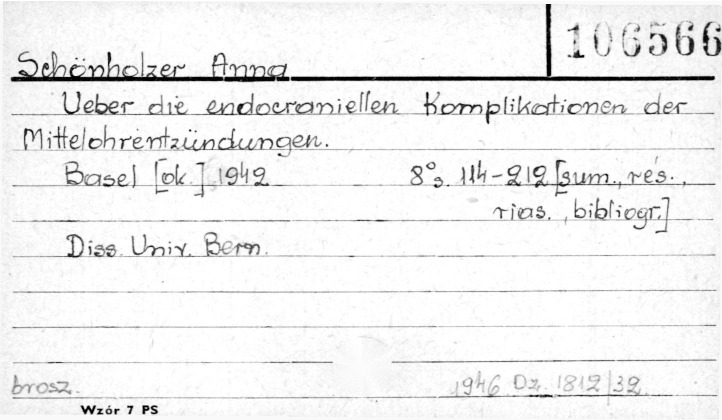 106566
Schönholzer Anna
Ueber die endocraniellen Komplikationen der
Mittelohrentzündungen.
Basel [ok.] 1942 8° s. 114-212 [sum., rés.,
rias., bibliogr.]
Diss. Univ. Bern.
brosz. 1946 Dz. 1812/32
Wzór 7 PS